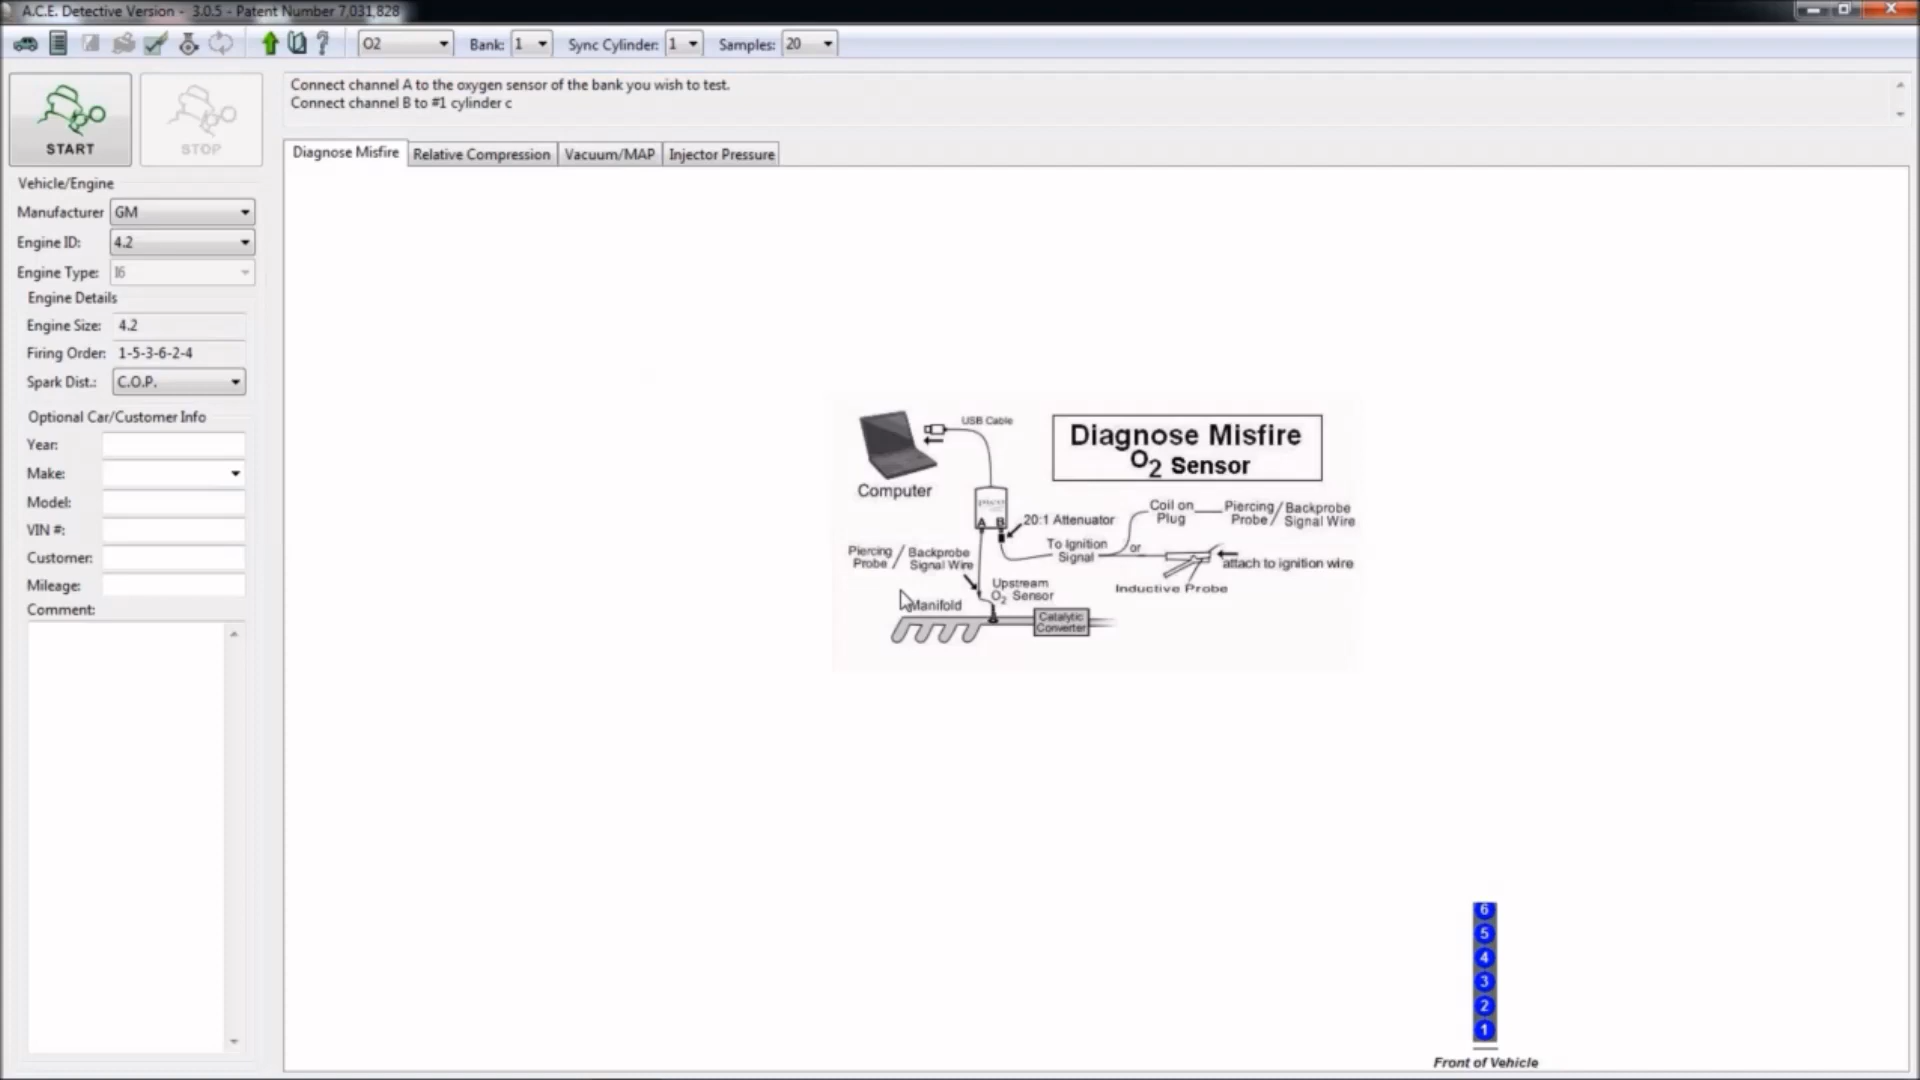 A.C.E. Detective Version - 3.0.5 - Patent Number 7,031,828
O2
Bank: 1
Sync Cylinder: 1
Samples: 20
START
STOP
Connect channel A to the oxygen sensor of the bank you wish to test.
Connect channel B to #1 cylinder c
Diagnose Misfire
Relative Compression
Vacuum/MAP
Injector Pressure
Vehicle/Engine
Manufacturer GM
Engine ID: 4.2
Engine Type: I6
Engine Details
Engine Size: 4.2
Firing Order: 1-5-3-6-2-4
Spark Dist.: C.O.P.
Optional Car/Customer Info
Year:
Make:
Model:
VIN #:
Customer:
Mileage:
Comment:
USB Cable
Computer
Diagnose Misfire
O2 Sensor
A B
20:1 Attenuator
Coil on
Plug
Piercing
Probe /
Backprobe
Signal Wire
To Ignition
Signal
or
attach to ignition wire
Inductive Probe
Piercing
Probe /
Backprobe
Signal Wire
Upstream
O2 Sensor
Manifold
Catalytic
Converter
6
5
4
3
2
1
Front of Vehicle